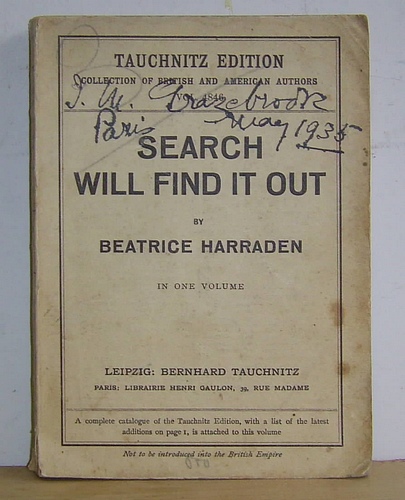 TAUCHNITZ EDITION
COLLECTION OF BRITISH AND AMERICAN AUTHORS
VOL. 4846
Paris May 1935
SEARCH
WILL FIND IT OUT
BY
BEATRICE HARRADEN
IN ONE VOLUME
LEIPZIG: BERNHARD TAUCHNITZ
PARIS: LIBRAIRIE HENRI GAULON, 39, RUE MADAME
A complete catalogue of the Tauchnitz Edition, with a list of the latest
additions on page 1, is attached to this volume
Not to be introduced into the British Empire